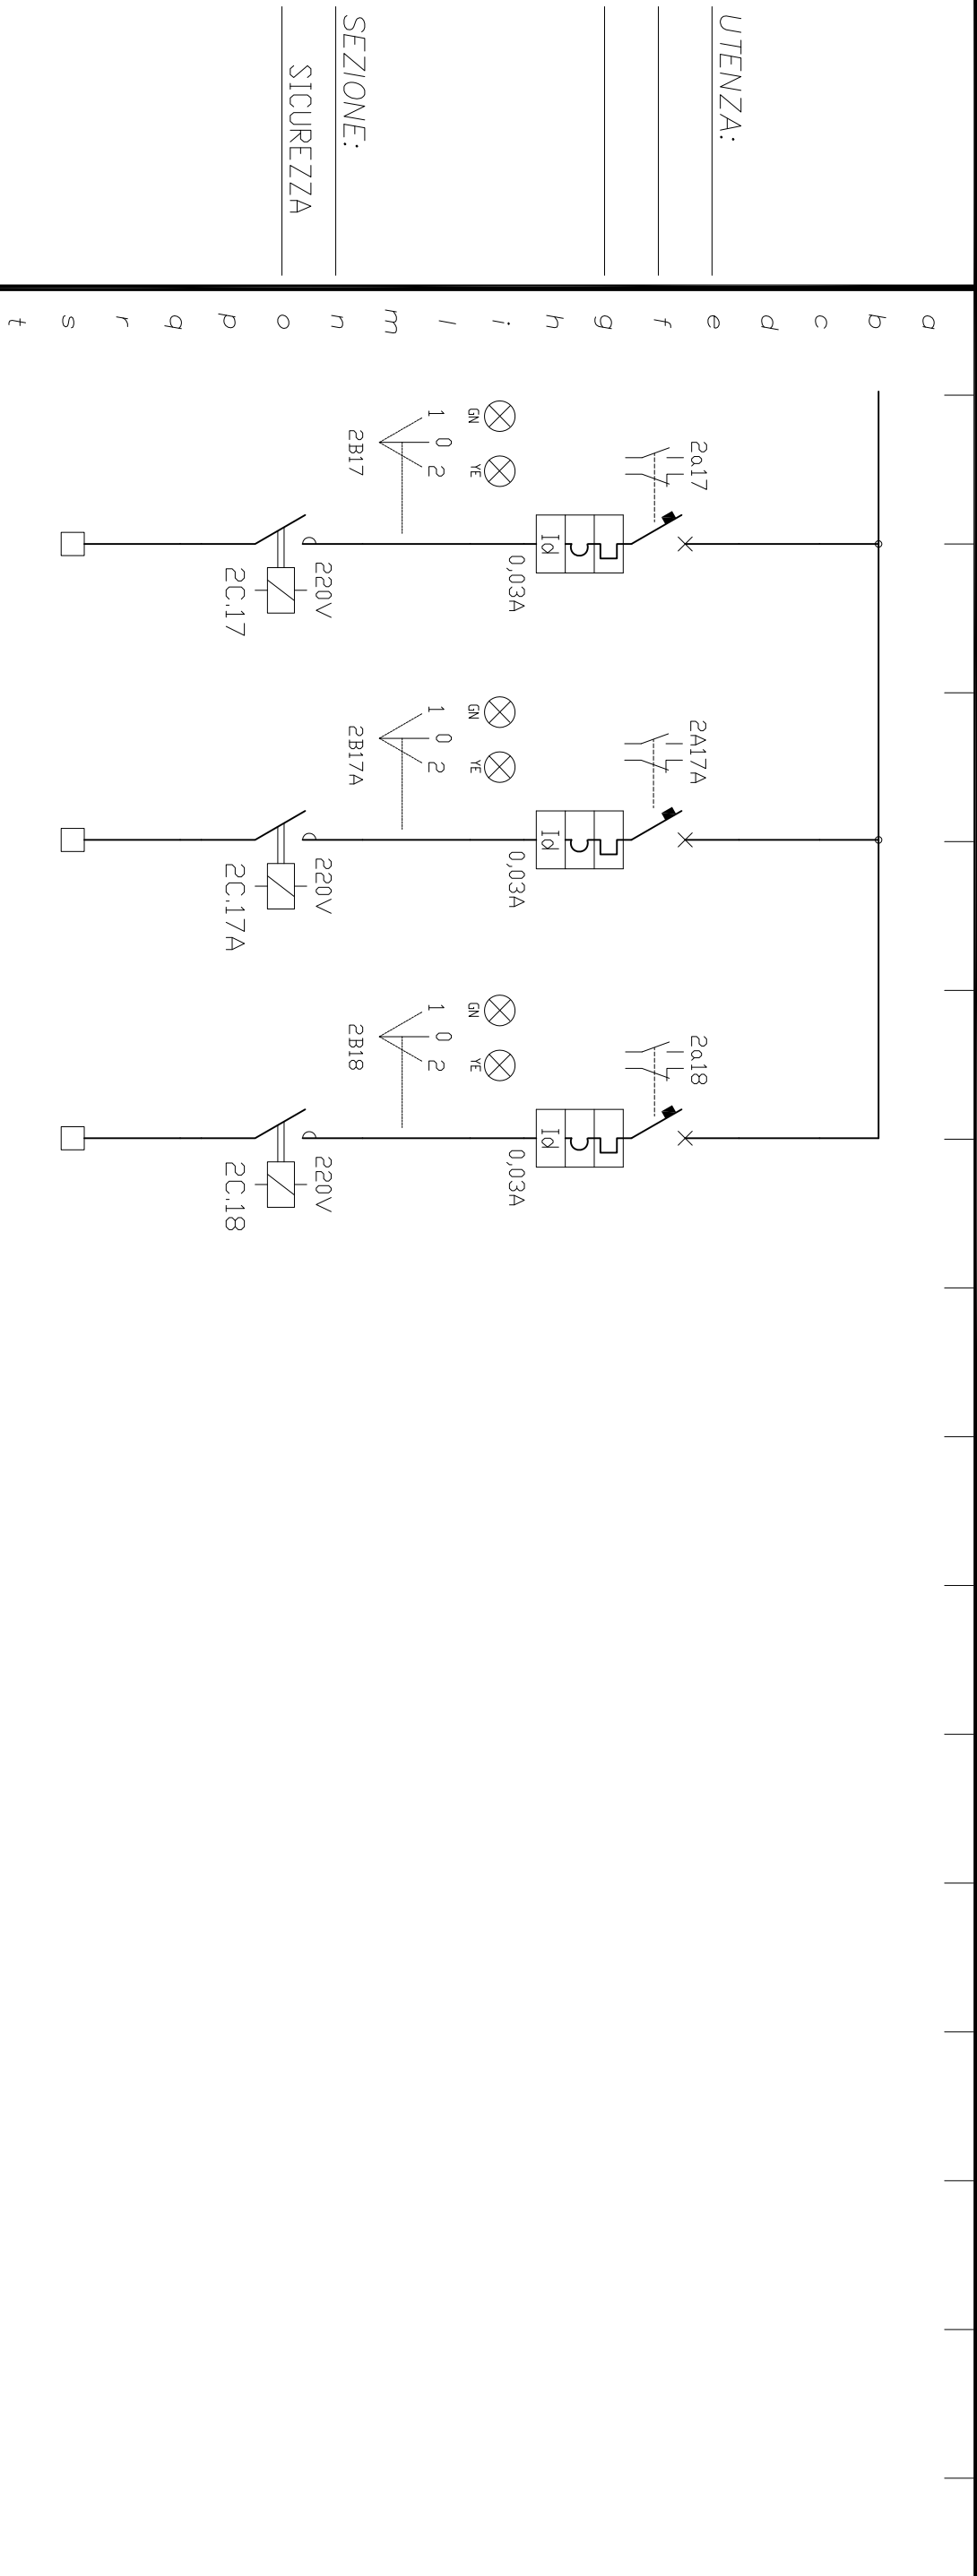 UTENZA:
SEZIONE:
SICUREZZA
a
b
c
d
e
f
g
h
i
l
m
n
o
p
q
r
s
t
2a17
Id
0,03A
GN
YE
1 0 2
2B17
220V
2C.17
2A17A
Id
0,03A
GN
YE
1 0 2
2B17A
220V
2C.17A
2a18
Id
0,03A
GN
YE
1 0 2
2B18
220V
2C.18